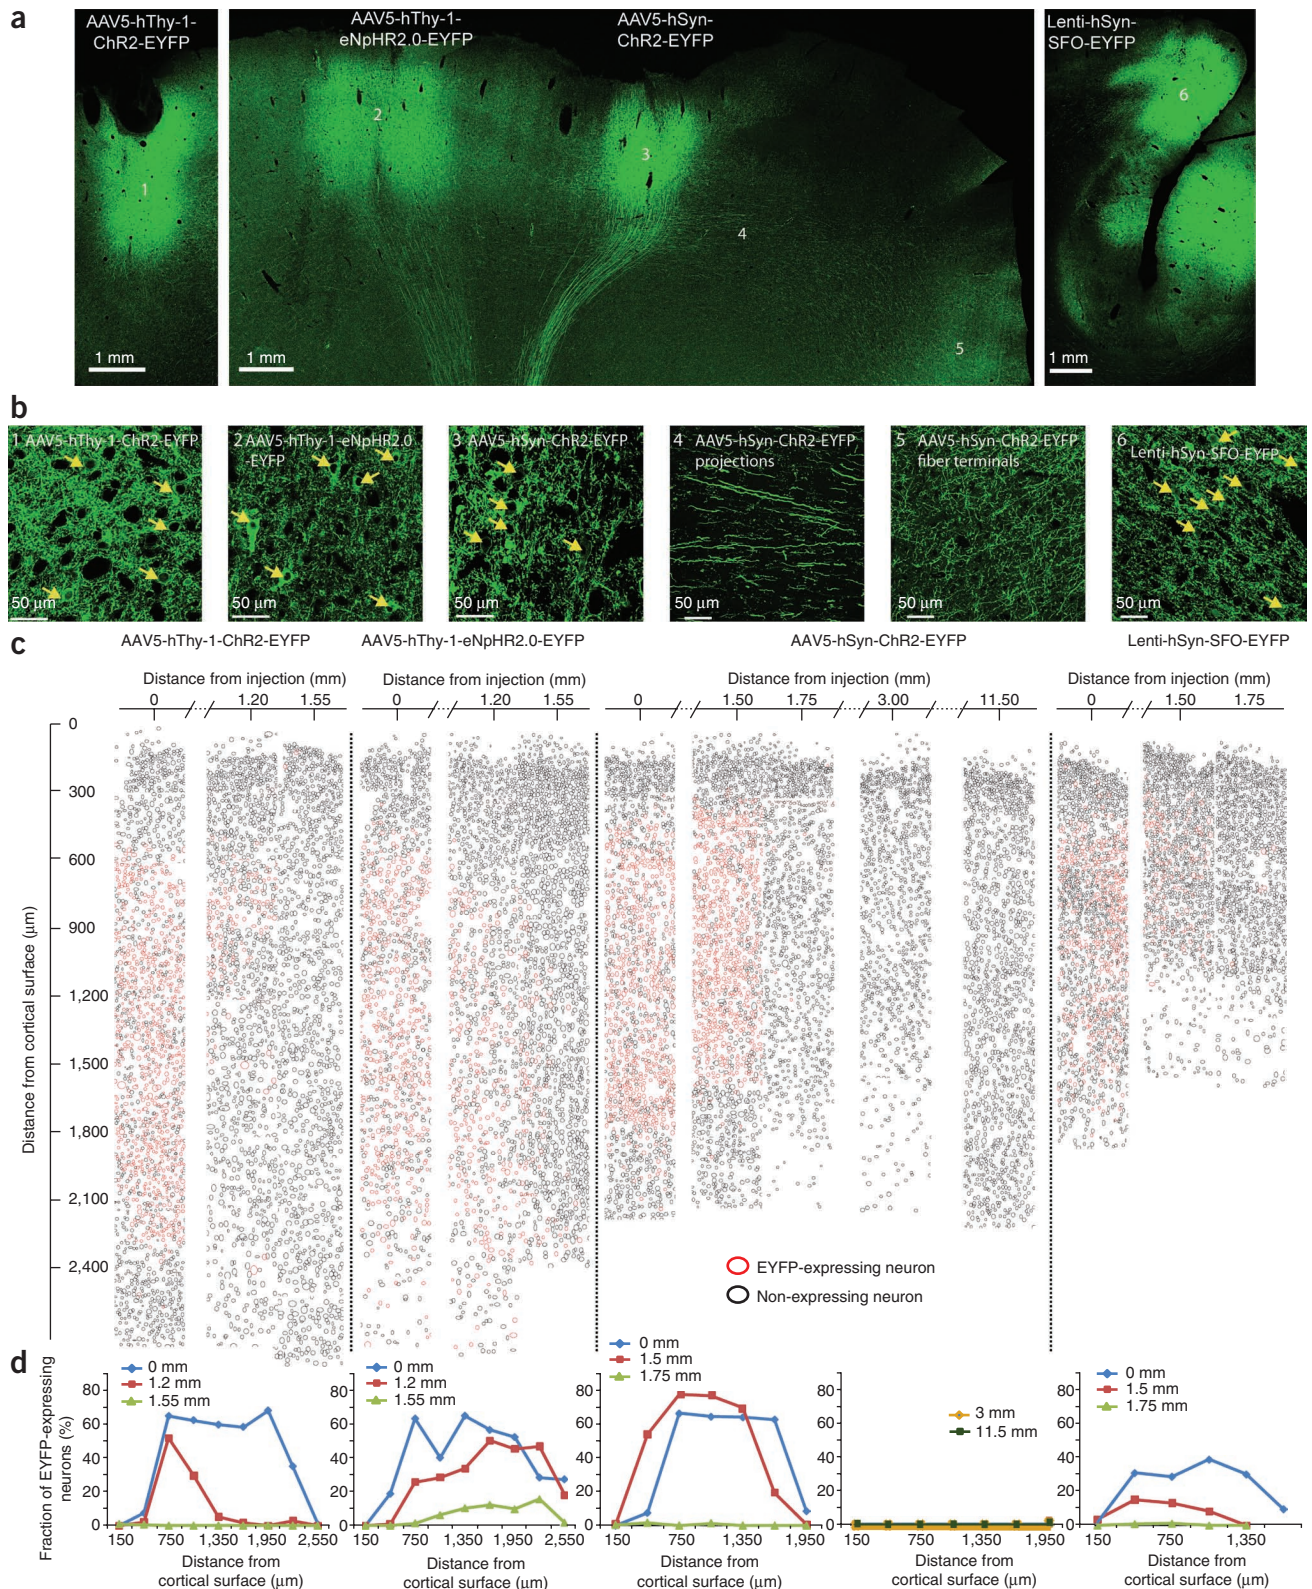 a
AAV5-hThy-1-
ChR2-EYFP
AAV5-hThy-1-
eNpHR2.0-EYFP
AAV5-hSyn-
ChR2-EYFP
Lenti-hSyn-
SFO-EYFP
1
2
3
4
5
6
1 mm
1 mm
1 mm
b
1 AAV5-hThy-1-ChR2-EYFP
2 AAV5-hThy-1-eNpHR2.0
-EYFP
3 AAV5-hSyn-ChR2-EYFP
4 AAV5-hSyn-ChR2-EYFP
projections
5 AAV5-hSyn-ChR2-EYFP
fiber terminals
6
Lenti-hSyn-SFO-EYFP
50 μm
50 μm
50 μm
50 μm
50 μm
50 μm
c
AAV5-hThy-1-ChR2-EYFP
AAV5-hThy-1-eNpHR2.0-EYFP
AAV5-hSyn-ChR2-EYFP
Lenti-hSyn-SFO-EYFP
Distance from injection (mm)
Distance from injection (mm)
Distance from injection (mm)
Distance from injection (mm)
0 1.20 1.55
0 1.20 1.55
0 1.50 1.75 3.00 11.50
0 1.50 1.75
Distance from cortical surface (μm)
0
300
600
900
1,200
1,500
1,800
2,100
2,400
EYFP-expressing neuron
Non-expressing neuron
d
Fraction of EYFP-expressing
neurons (%)
80
60
40
20
0
0 mm
1.2 mm
1.55 mm
150 750 1,350 1,950 2,550
Distance from
cortical surface (μm)
80
60
40
20
0
0 mm
1.2 mm
1.55 mm
150 750 1,350 1,950 2,550
Distance from
cortical surface (μm)
80
60
40
20
0
0 mm
1.5 mm
1.75 mm
150 750 1,350 1,950
Distance from
cortical surface (μm)
80
60
40
20
0
3 mm
11.5 mm
150 750 1,350 1,950
Distance from
cortical surface (μm)
80
60
40
20
0
0 mm
1.5 mm
1.75 mm
150 750 1,350
Distance from
cortical surface (μm)